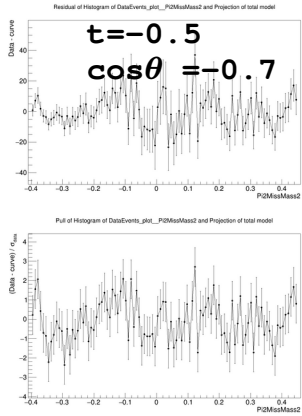 Residual of Histogram of DataEvents_plot__Pi2MissMass2 and Projection of total model
t=−0.5
cosθ =−0.7
Data - curve
60
40
20
0
−20
−40
−0.4 −0.3 −0.2 −0.1 0 0.1 0.2 0.3 0.4
Pi2MissMass2
Pull of Histogram of DataEvents_plot__Pi2MissMass2 and Projection of total model
(Data - curve) / σdata
4
3
2
1
0
−1
−2
−3
−4
−0.4 −0.3 −0.2 −0.1 0 0.1 0.2 0.3 0.4
Pi2MissMass2